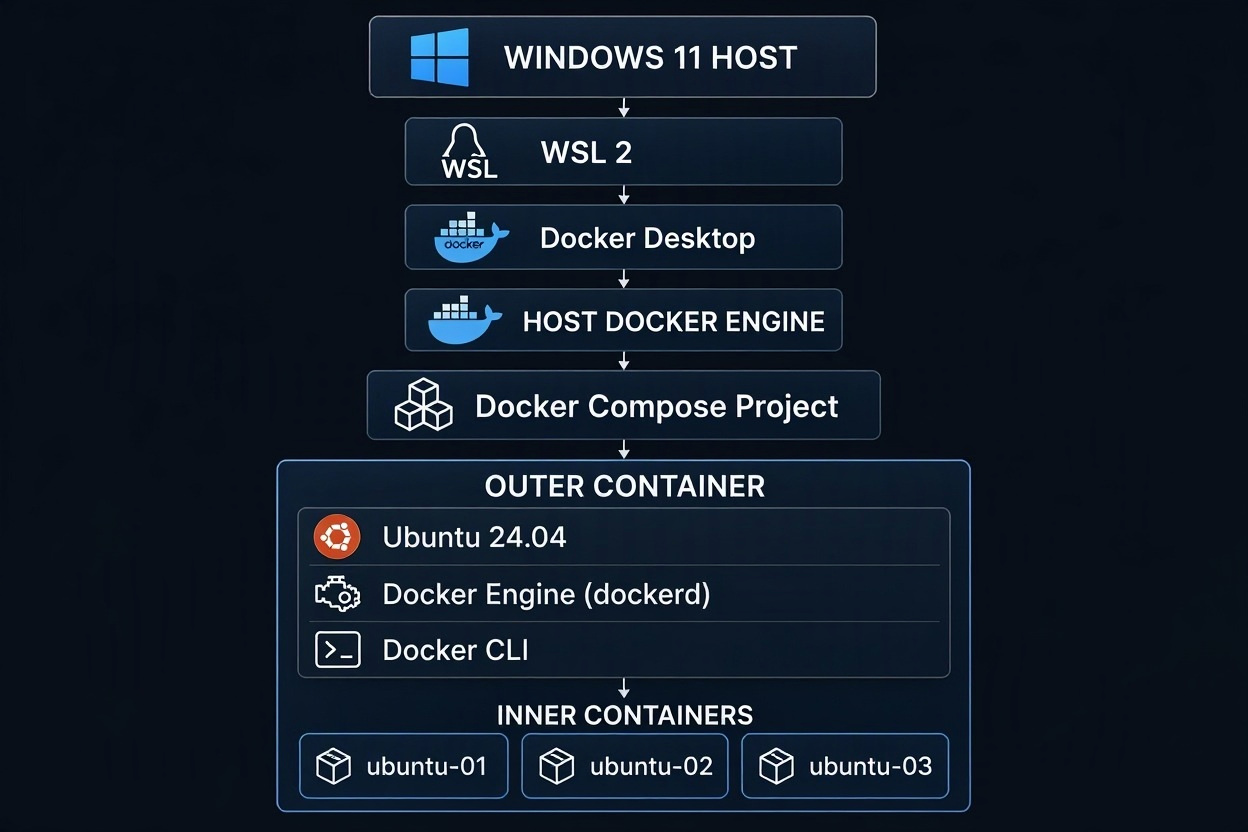 WINDOWS 11 HOST
WSL
WSL 2
docker
Docker Desktop
HOST DOCKER ENGINE
Docker Compose Project
OUTER CONTAINER
Ubuntu 24.04
Docker Engine (dockerd)
>_
Docker CLI
INNER CONTAINERS
ubuntu-01
ubuntu-02
ubuntu-03